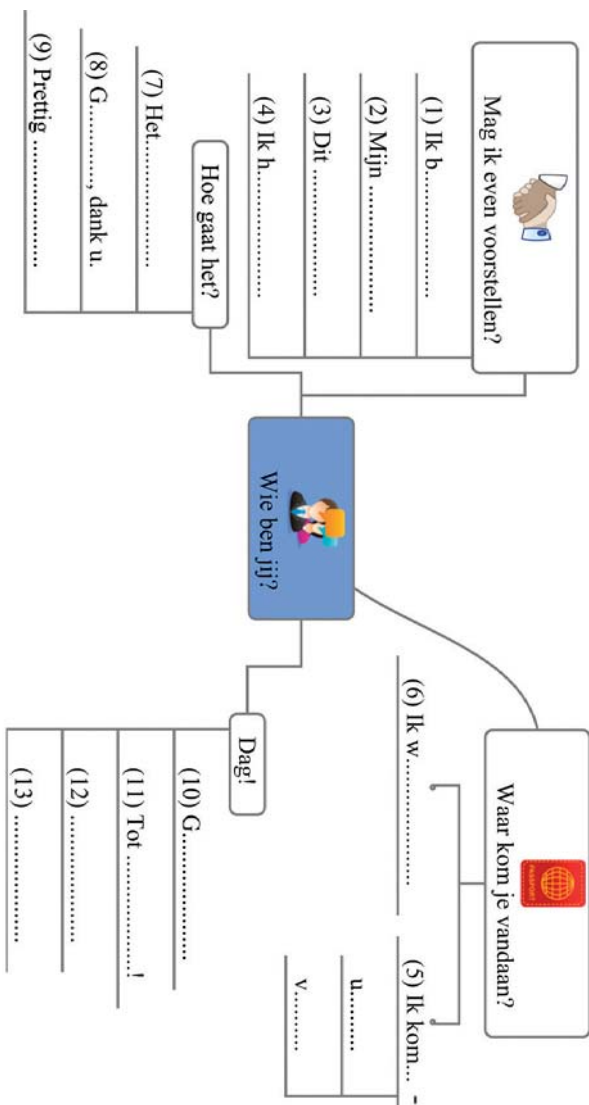 Mag ik even voorstellen?
(1) Ik b...............
(2) Mijn ...................
(3) Dit ...................
(4) Ik h...................
Waar kom je vandaan?
PASSPORT
(5) Ik kom... -
u..........
v..........
(6) Ik w.....................
Wie ben jij?
Hoe gaat het?
(7) Het...................
(8) G............, dank u.
(9) Prettig ...................
Dag!
(10) G.....................
(11) Tot ...................!
(12) ...................
(13) .....................